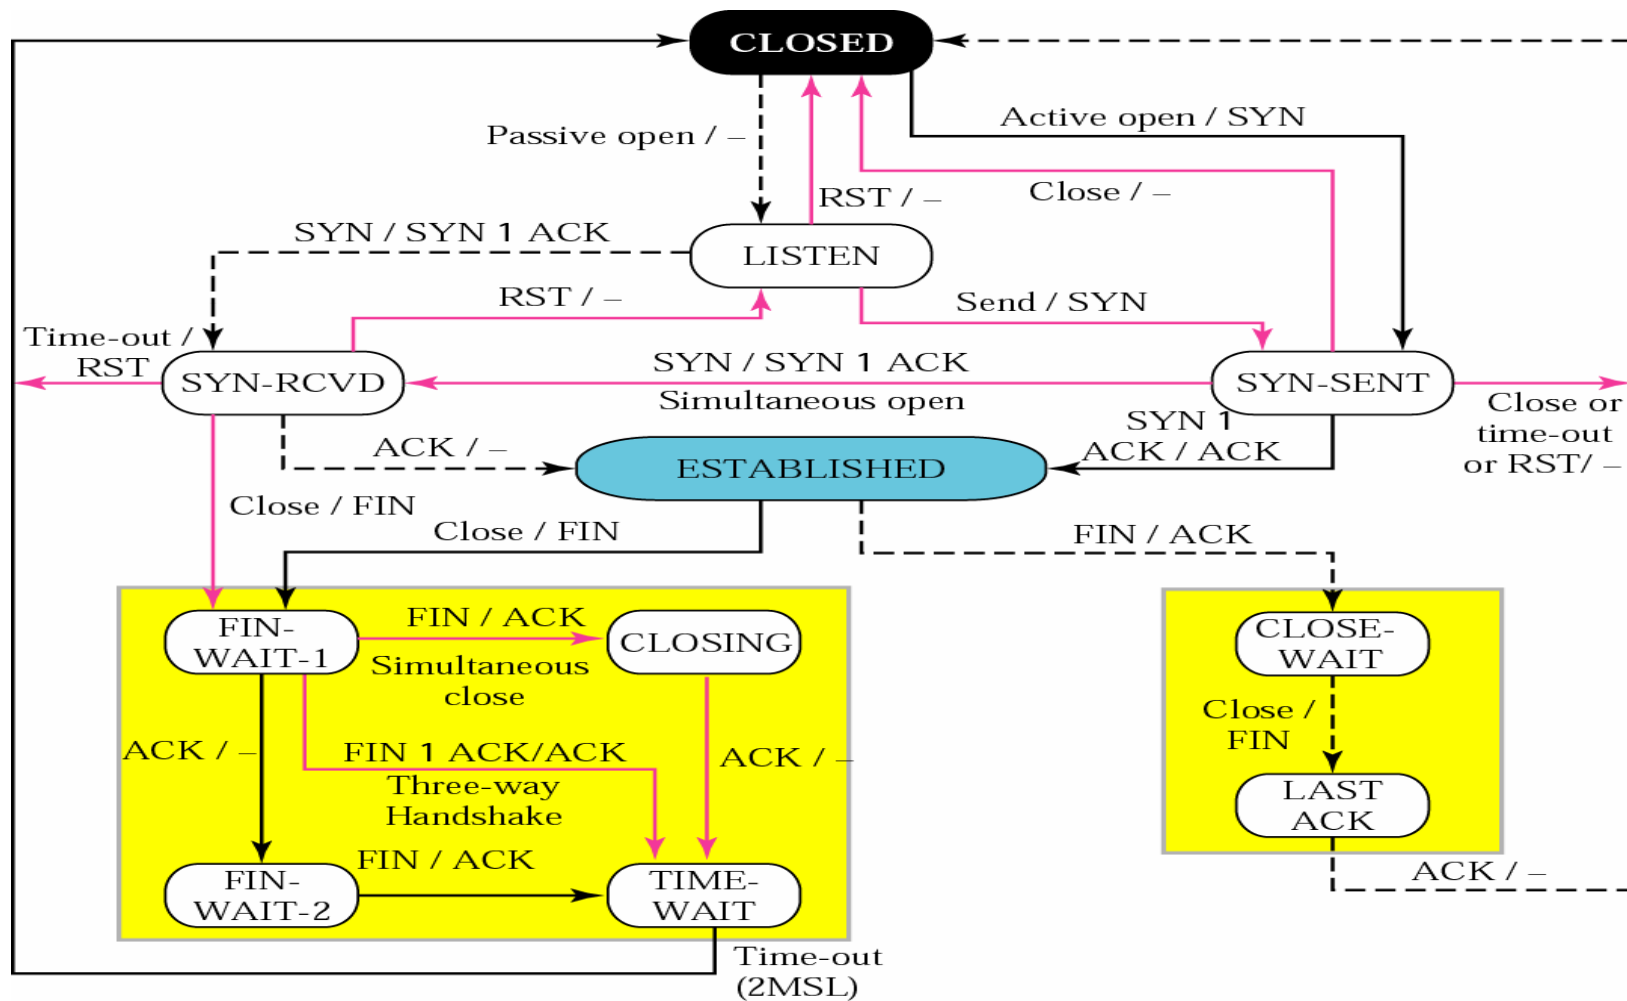 CLOSED
Active open / SYN
Passive open / –
RST / –
Close / –
SYN / SYN 1 ACK
LISTEN
RST / –
Send / SYN
Time-out /
RST
SYN-RCVD
SYN / SYN 1 ACK
Simultaneous open
SYN-SENT
Close or
time-out
or RST/ –
SYN 1
ACK / ACK
ACK / –
ESTABLISHED
Close / FIN
Close / FIN
FIN / ACK
FIN-
WAIT-1
FIN / ACK
Simultaneous
close
CLOSING
CLOSE-
WAIT
Close /
FIN
ACK / –
FIN 1 ACK/ACK
Three-way
Handshake
ACK / –
LAST
ACK
FIN-
WAIT-2
FIN / ACK
TIME-
WAIT
ACK / –
Time-out
(2MSL)